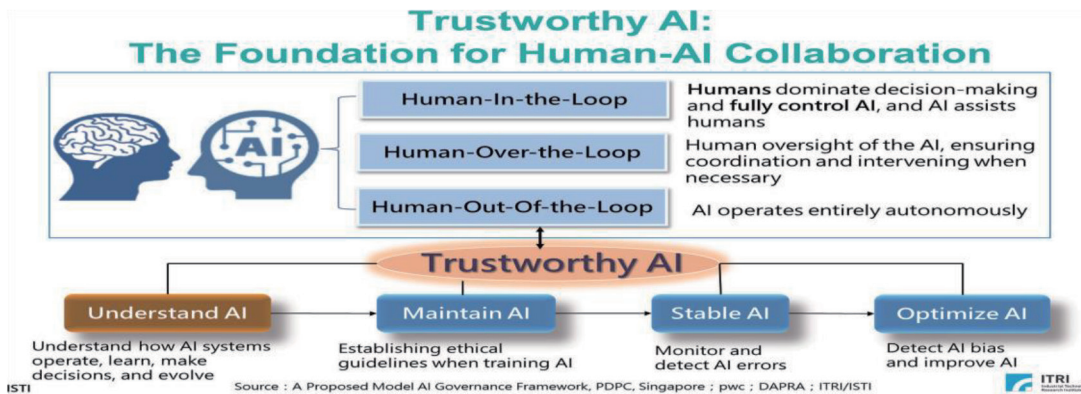 Trustworthy AI:
The Foundation for Human-AI Collaboration
AI
Human-In-the-Loop
Humans dominate decision-making
and fully control AI, and AI assists
humans
Human-Over-the-Loop
Human oversight of the AI, ensuring
coordination and intervening when
necessary
Human-Out-Of-the-Loop
AI operates entirely autonomously
Trustworthy AI
Understand AI
Maintain AI
Stable AI
Optimize AI
Understand how AI systems
operate, learn, make
decisions, and evolve
Establishing ethical
guidelines when training AI
Monitor and
detect AI errors
Detect AI bias
and improve AI
ISTI
Source : A Proposed Model AI Governance Framework, PDPC, Singapore ; pwc ; DAPRA ; ITRI/ISTI
ITRI
Industrial Technology
Research Institute